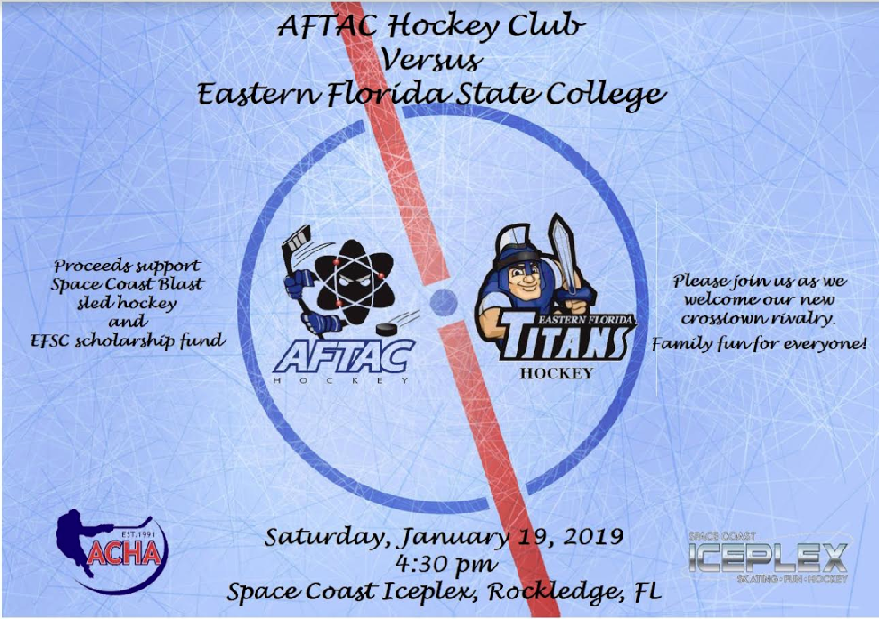 AFTAC Hockey Club
Versus
Eastern Florida State College
Proceeds support
Space Coast Blast
sled hockey
and
EFSC scholarship fund
AFTAC
HOCKEY
EASTERN FLORIDA
TITANS
HOCKEY
Please join us as we
welcome our new
crosstown rivalry.
Family fun for everyone!
EST.1991
ACHA
Saturday, January 19, 2019
4:30 pm
Space Coast Iceplex, Rockledge, FL
SPACE COAST
ICEPLEX
SKATING • FUN • HOCKEY